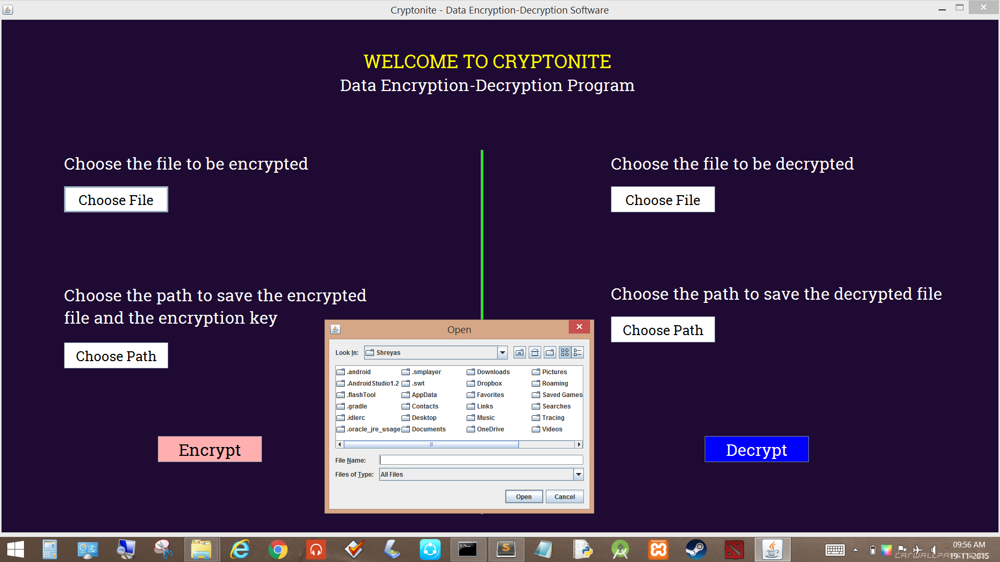 Cryptonite - Data Encryption-Decryption Software
WELCOME TO CRYPTONITE
Data Encryption-Decryption Program
Choose the file to be encrypted
Choose File
Choose the path to save the encrypted
file and the encryption key
Choose Path
Encrypt
Choose the file to be decrypted
Choose File
Choose the path to save the decrypted file
Choose Path
Decrypt
Open
Look In: Shreyas
.android
.AndroidStudio1.2
.flashTool
.gradle
.idlerc
.oracle_jre_usage
.smplayer
.swt
AppData
Contacts
Desktop
Documents
Downloads
Dropbox
Favorites
Links
Music
OneDrive
Pictures
Roaming
Saved Games
Searches
Tracing
Videos
File Name:
Files of Type: All Files
Open Cancel
09:56 AM
19-11-2015